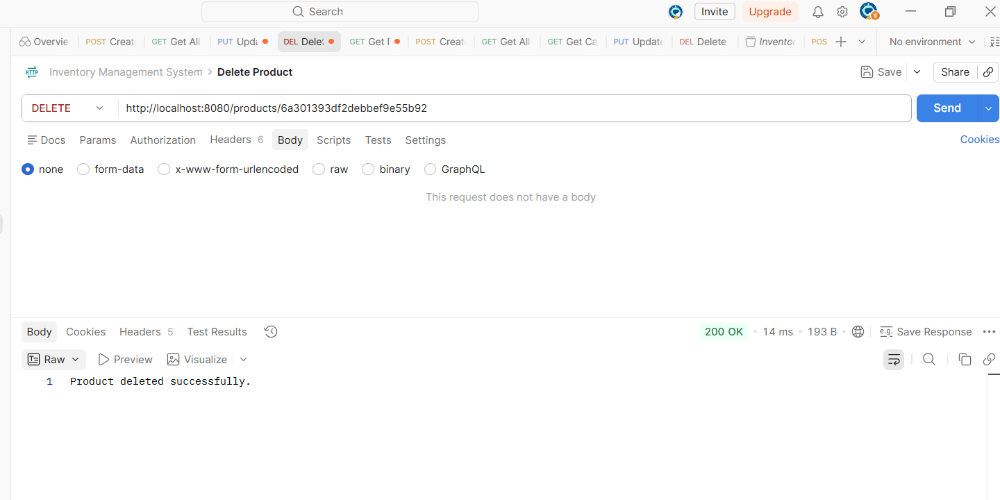 Search
Invite
Upgrade
Overvie
POST Creat
GET Get All
PUT Upda
DEL Delet
GET Get
POST Creat
GET Get All
GET Get Ca
PUT Update
DEL Delete
Inventor
POS
No environment
Inventory Management System > Delete Product
Save
Share
DELETE
http://localhost:8080/products/6a301393df2debbef9e55b92
Send
Docs Params Authorization Headers 6 Body Scripts Tests Settings
Cookies
none form-data x-www-form-urlencoded raw binary GraphQL
This request does not have a body
Body Cookies Headers 5 Test Results
200 OK • 14 ms • 193 B •
e.g. Save Response
Raw Preview Visualize
1 Product deleted successfully.